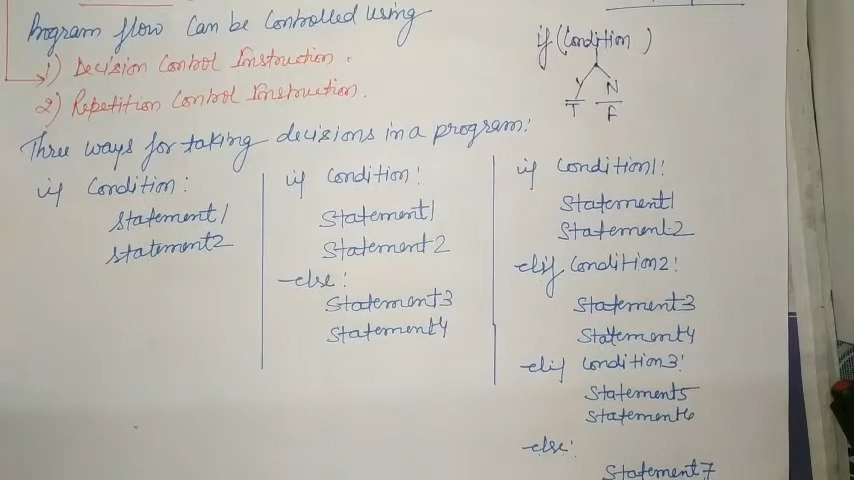 Program flow can be controlled using
1) Decision Control Instruction.
2) Repetition Control Instruction.
if (Condition )
Y N
T F
Three ways for taking decisions in a program:
if Condition:
statement1
statement2
if Condition:
Statement1
Statement2
else:
Statement3
Statement4
if Condition1:
Statement1
Statement2
elif Condition2:
Statement3
Statement4
elif Condition3:
Statement5
Statement6
else:
Statement7